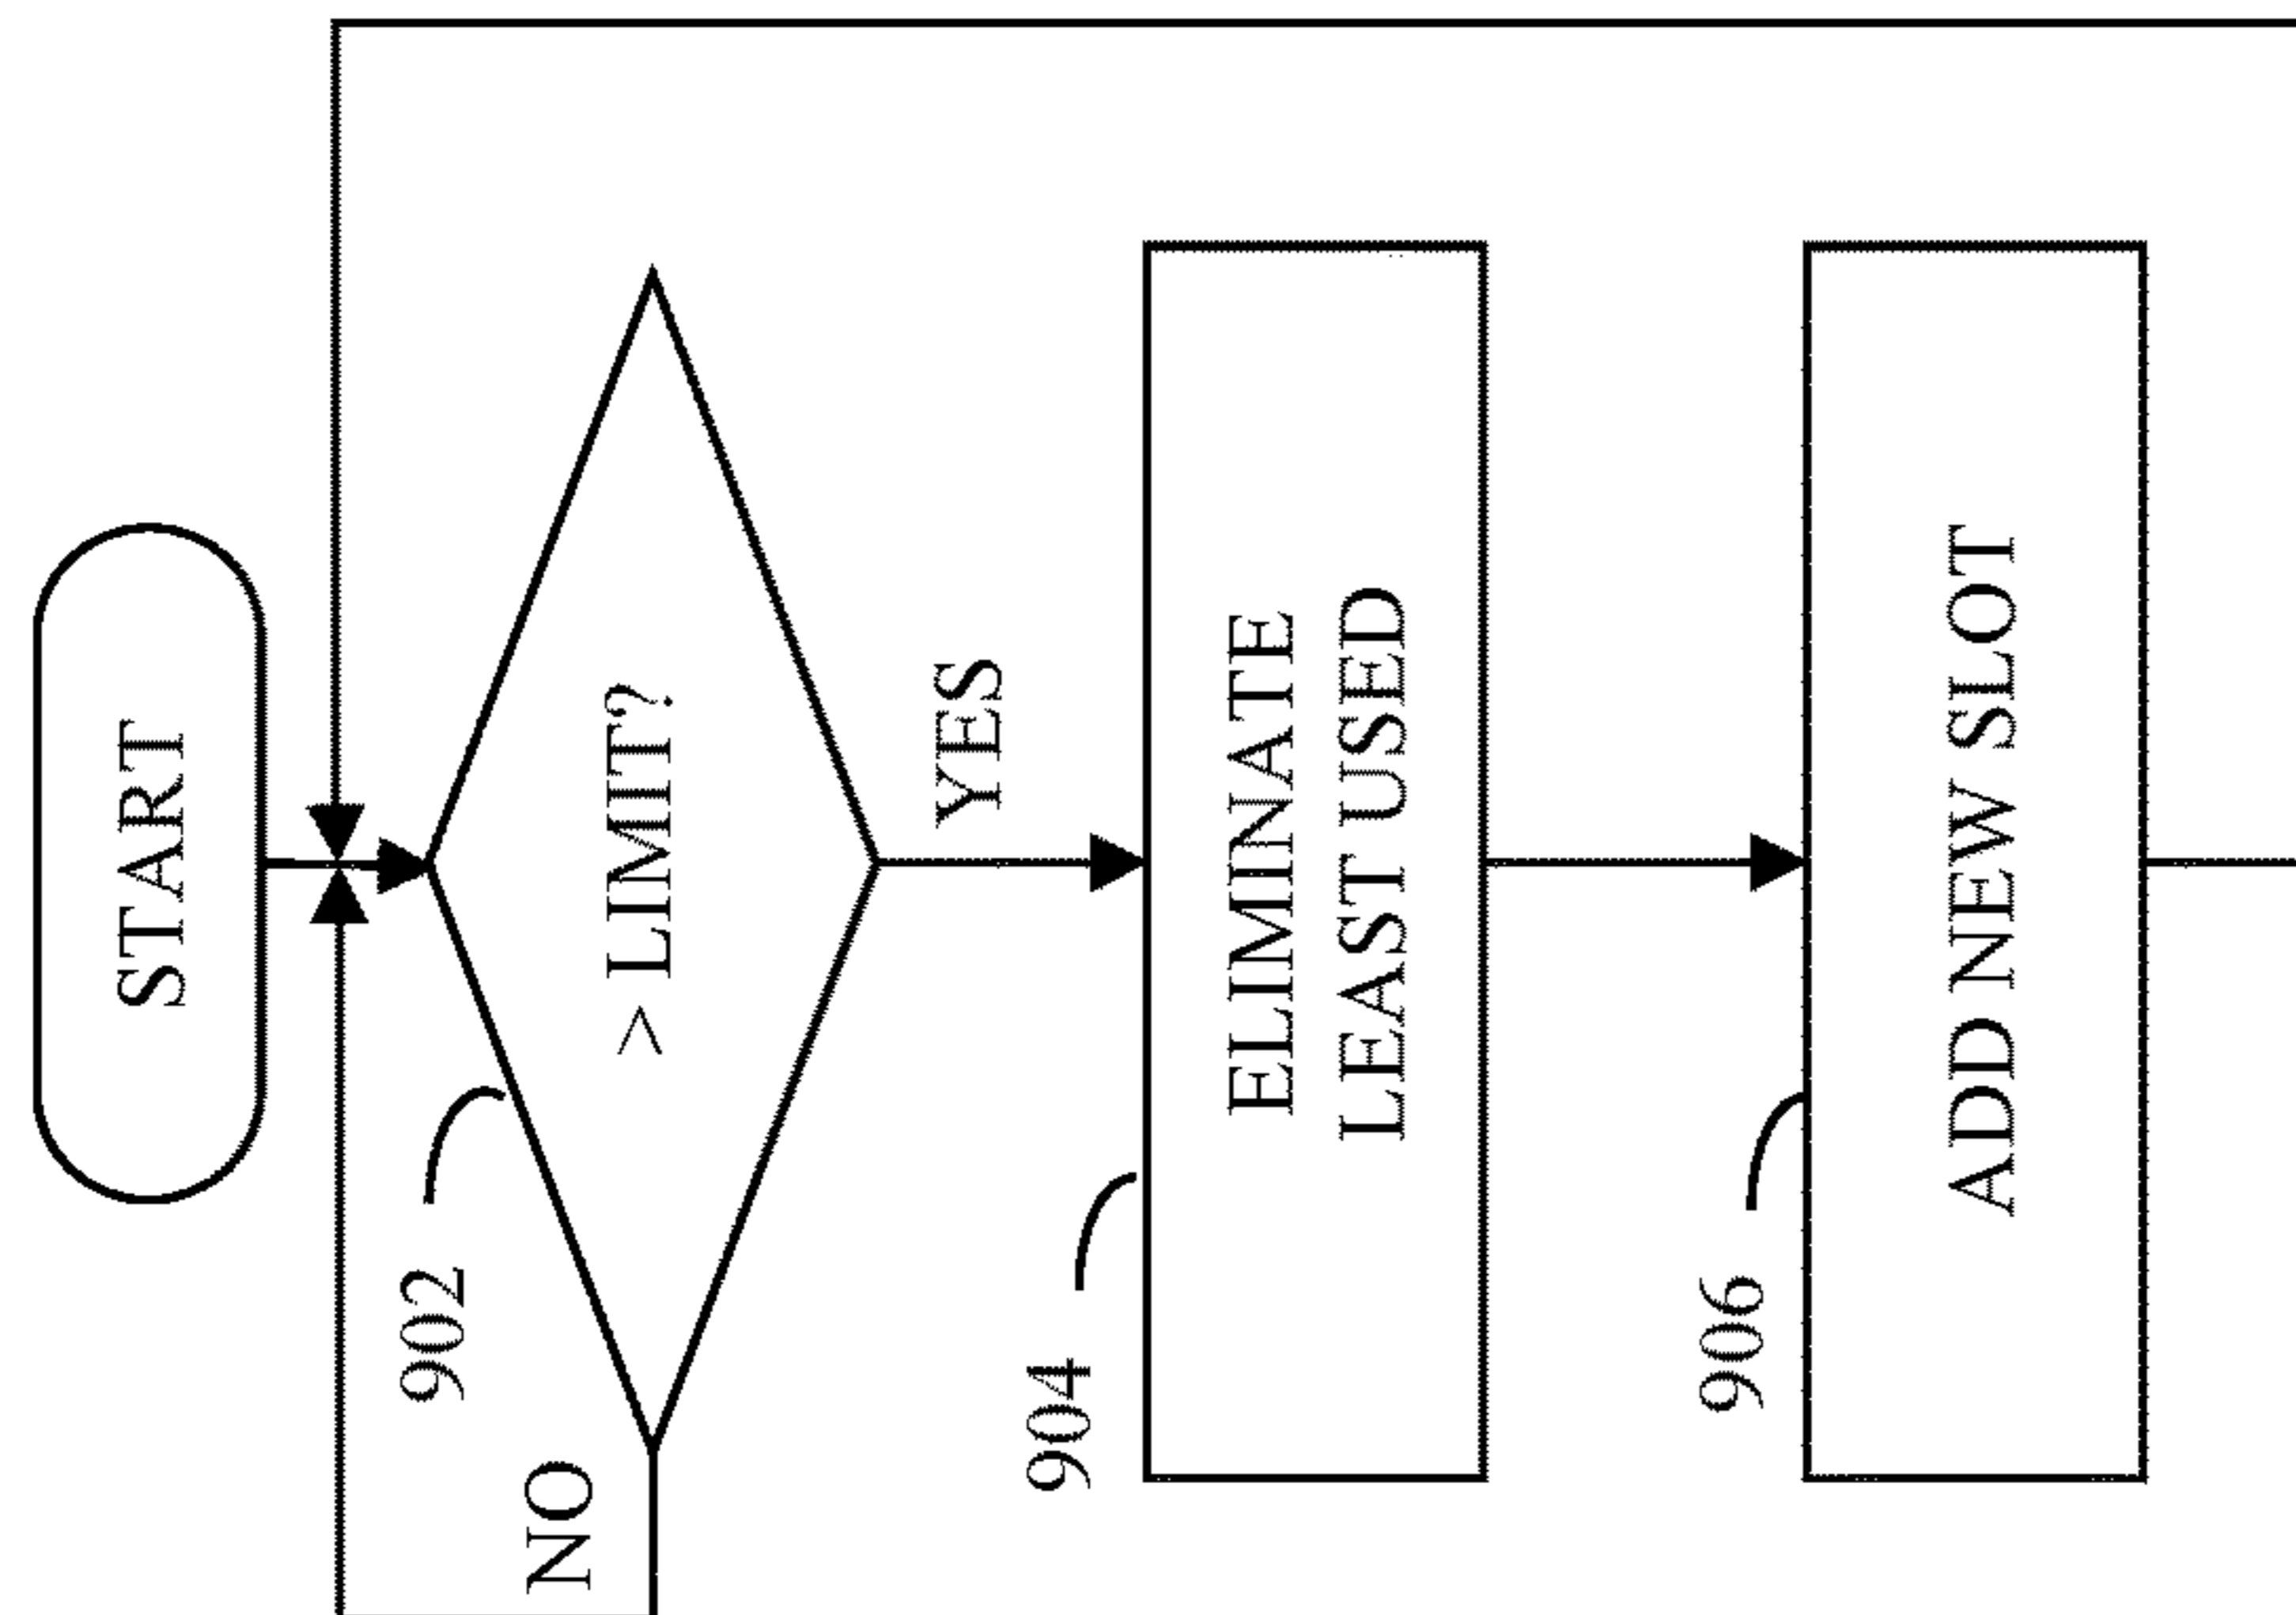 START
902
> LIMIT?
NO
YES
904
ELIMINATE
LEAST USED
906
ADD NEW SLOT